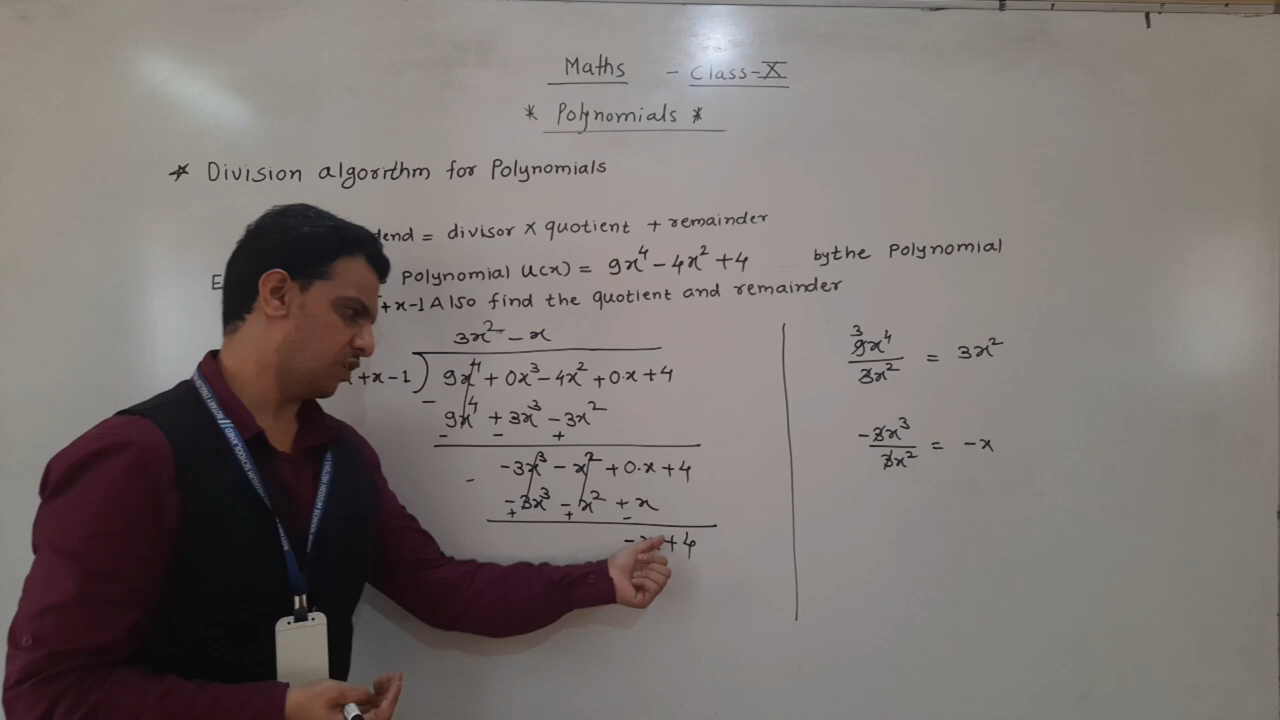 Maths - Class-X
* Polynomials *
* Division algorithm for Polynomials
dend = divisor × quotient + remainder
Polynomial u(x) = 9x⁴ - 4x² + 4 by the Polynomial
+x-1 Also find the quotient and remainder
3x² - x
+x-1) 9x⁴ + 0x³ - 4x² + 0.x + 4
- 9x⁴ + 3x³ - 3x²
- - +
-3x³ - x² + 0.x + 4
- -3x³ - x² + x
+ + -
-x + 4
3
9x⁴/3x² = 3x²
-3x³/3x² = -x